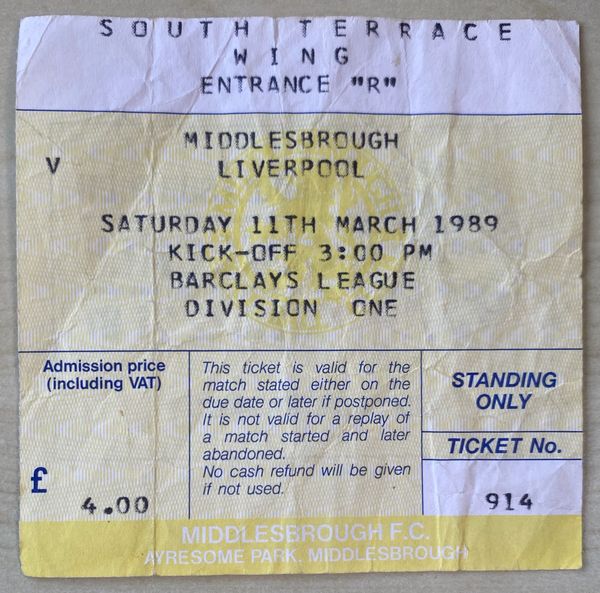 SOUTH TERRACE
WING
ENTRANCE "R"
MIDDLESBROUGH
V LIVERPOOL
SATURDAY 11TH MARCH 1989
KICK-OFF 3:00 PM
BARCLAYS LEAGUE
DIVISION ONE
Admission price
(including VAT)
£ 4.00
This ticket is valid for the
match stated either on the
due date or later if postponed.
It is not valid for a replay of
a match started and later
abandoned.
No cash refund will be given
if not used.
STANDING
ONLY
TICKET No.
914
MIDDLESBROUGH F.C.
AYRESOME PARK. MIDDLESBROUGH